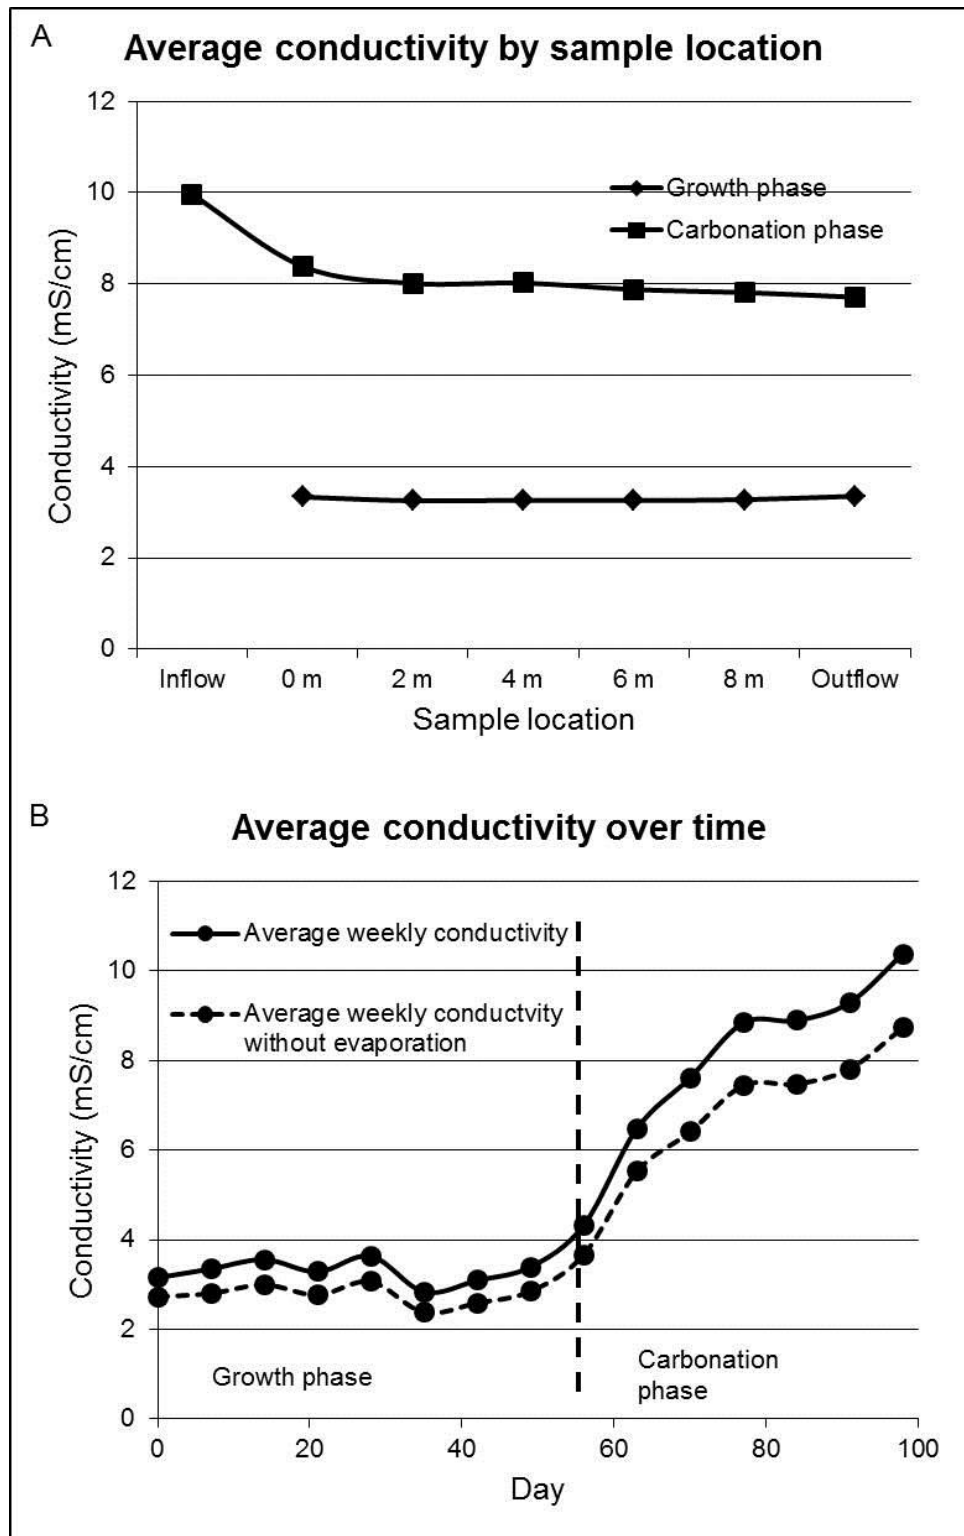 A
Average conductivity by sample location
12
10
8
6
4
2
0
Conductivity (mS/cm)
Growth phase
Carbonation phase
Inflow 0 m 2 m 4 m 6 m 8 m Outflow
Sample location
B
Average conductivity over time
12
10
8
6
4
2
0
Conductivity (mS/cm)
Average weekly conductivity
Average weekly conductvity
without evaporation
Growth phase
Carbonation
phase
0 20 40 60 80 100
Day